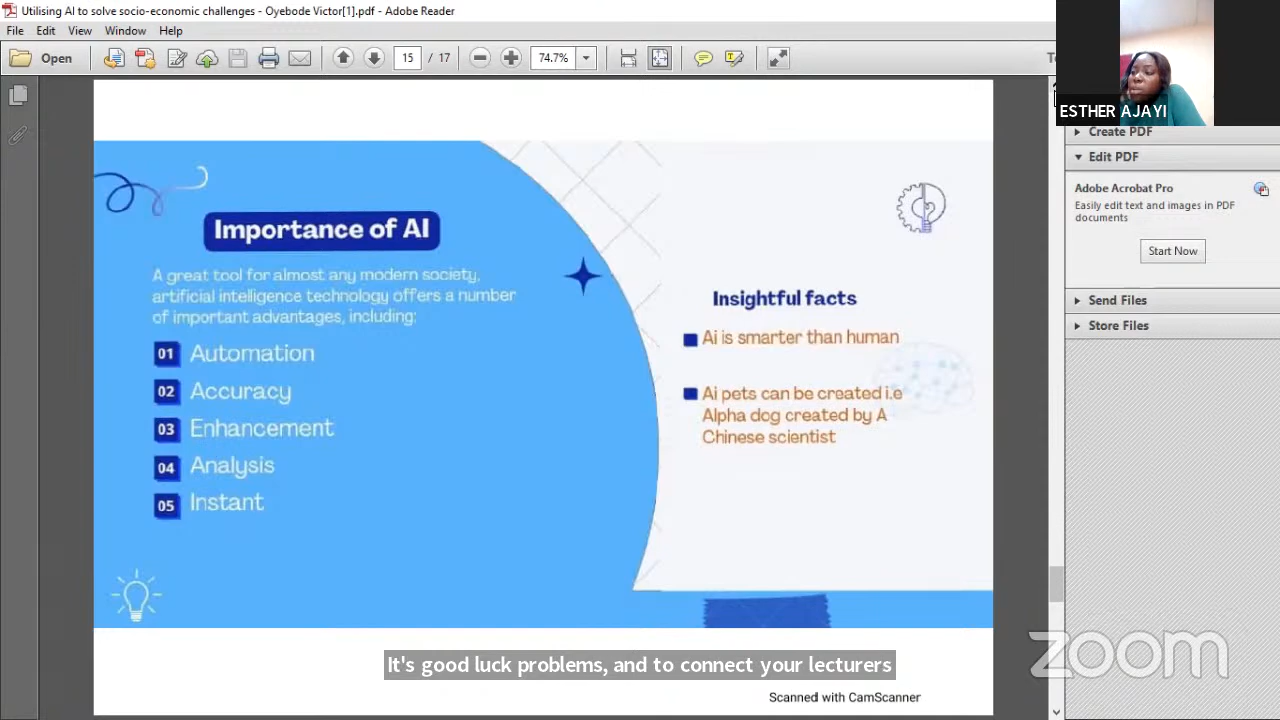 Utilising AI to solve socio-economic challenges - Oyebode Victor[1].pdf - Adobe Reader
File Edit View Window Help
Open 15 / 17 74.7%
ESTHER AJAYI
Create PDF
Edit PDF
Adobe Acrobat Pro
Easily edit text and images in PDF
documents
Start Now
Send Files
Store Files
Importance of AI
A great tool for almost any modern society,
artificial intelligence technology offers a number
of important advantages, including:
01 Automation
02 Accuracy
03 Enhancement
04 Analysis
05 Instant
Insightful facts
Ai is smarter than human
Ai pets can be created i.e
Alpha dog created by A
Chinese scientist
It's good luck problems, and to connect your lecturers
zoom
Scanned with CamScanner